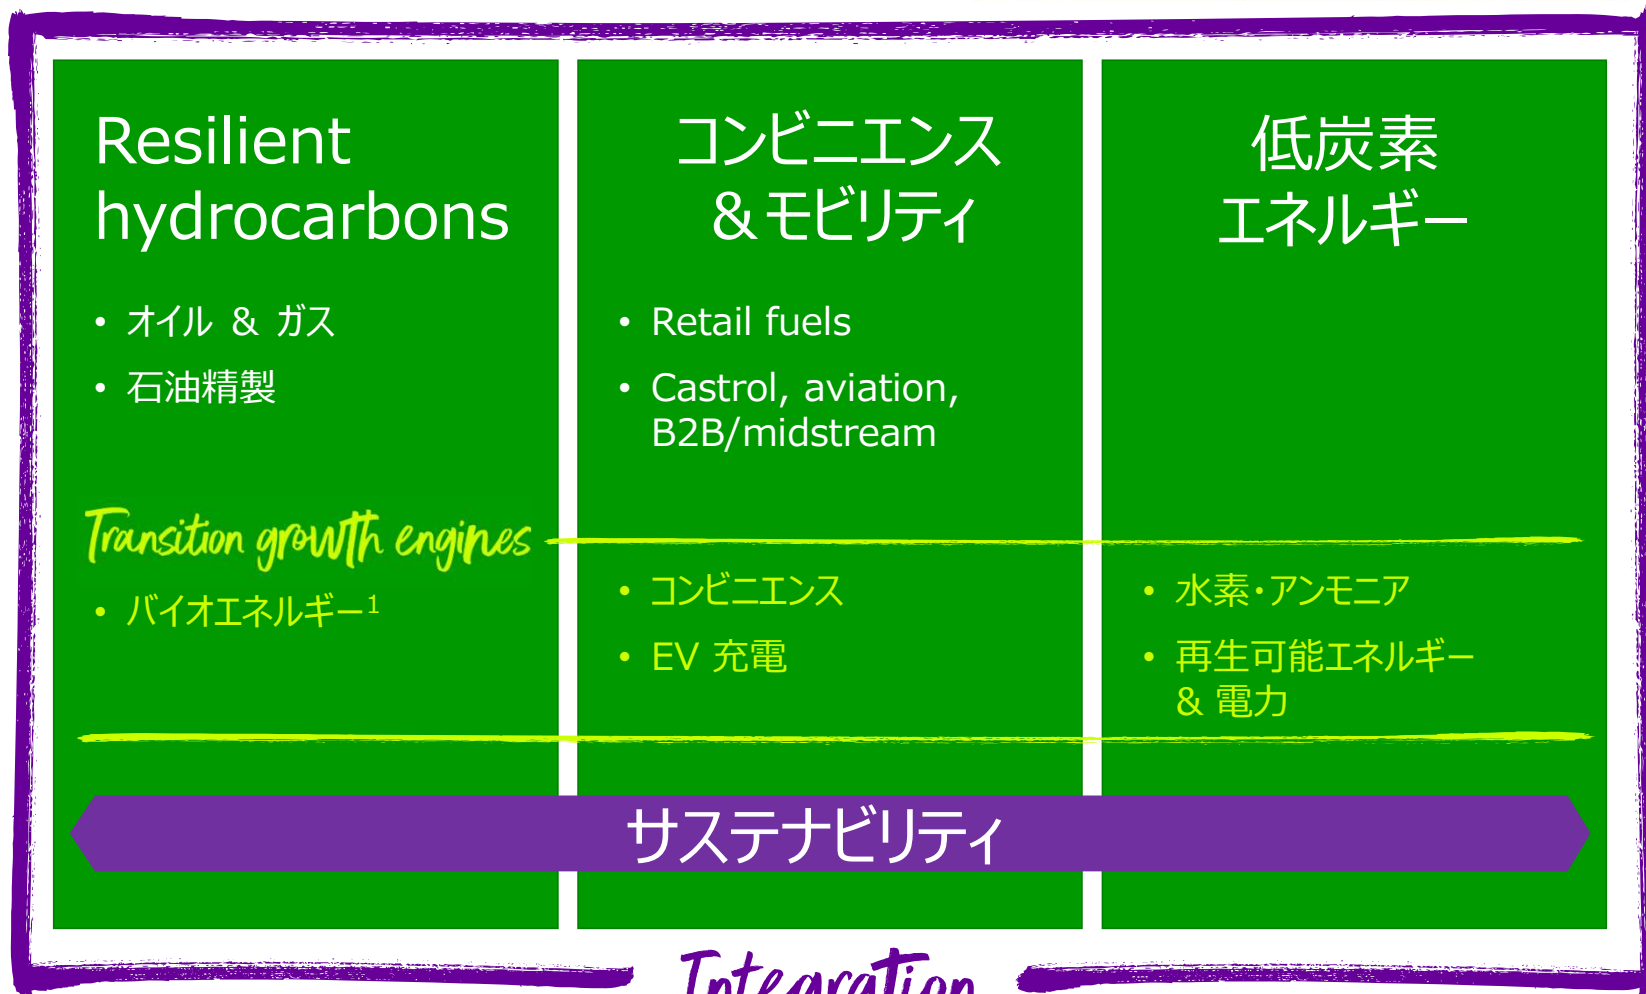 Resilient
hydrocarbons
• オイル & ガス
• 石油精製
Transition growth engines
• バイオエネルギー1
コンビニエンス
&モビリティ
• Retail fuels
• Castrol, aviation,
B2B/midstream
• コンビニエンス
• EV 充電
低炭素
エネルギー
• 水素・アンモニア
• 再生可能エネルギー
& 電力
サステナビリティ
Integration